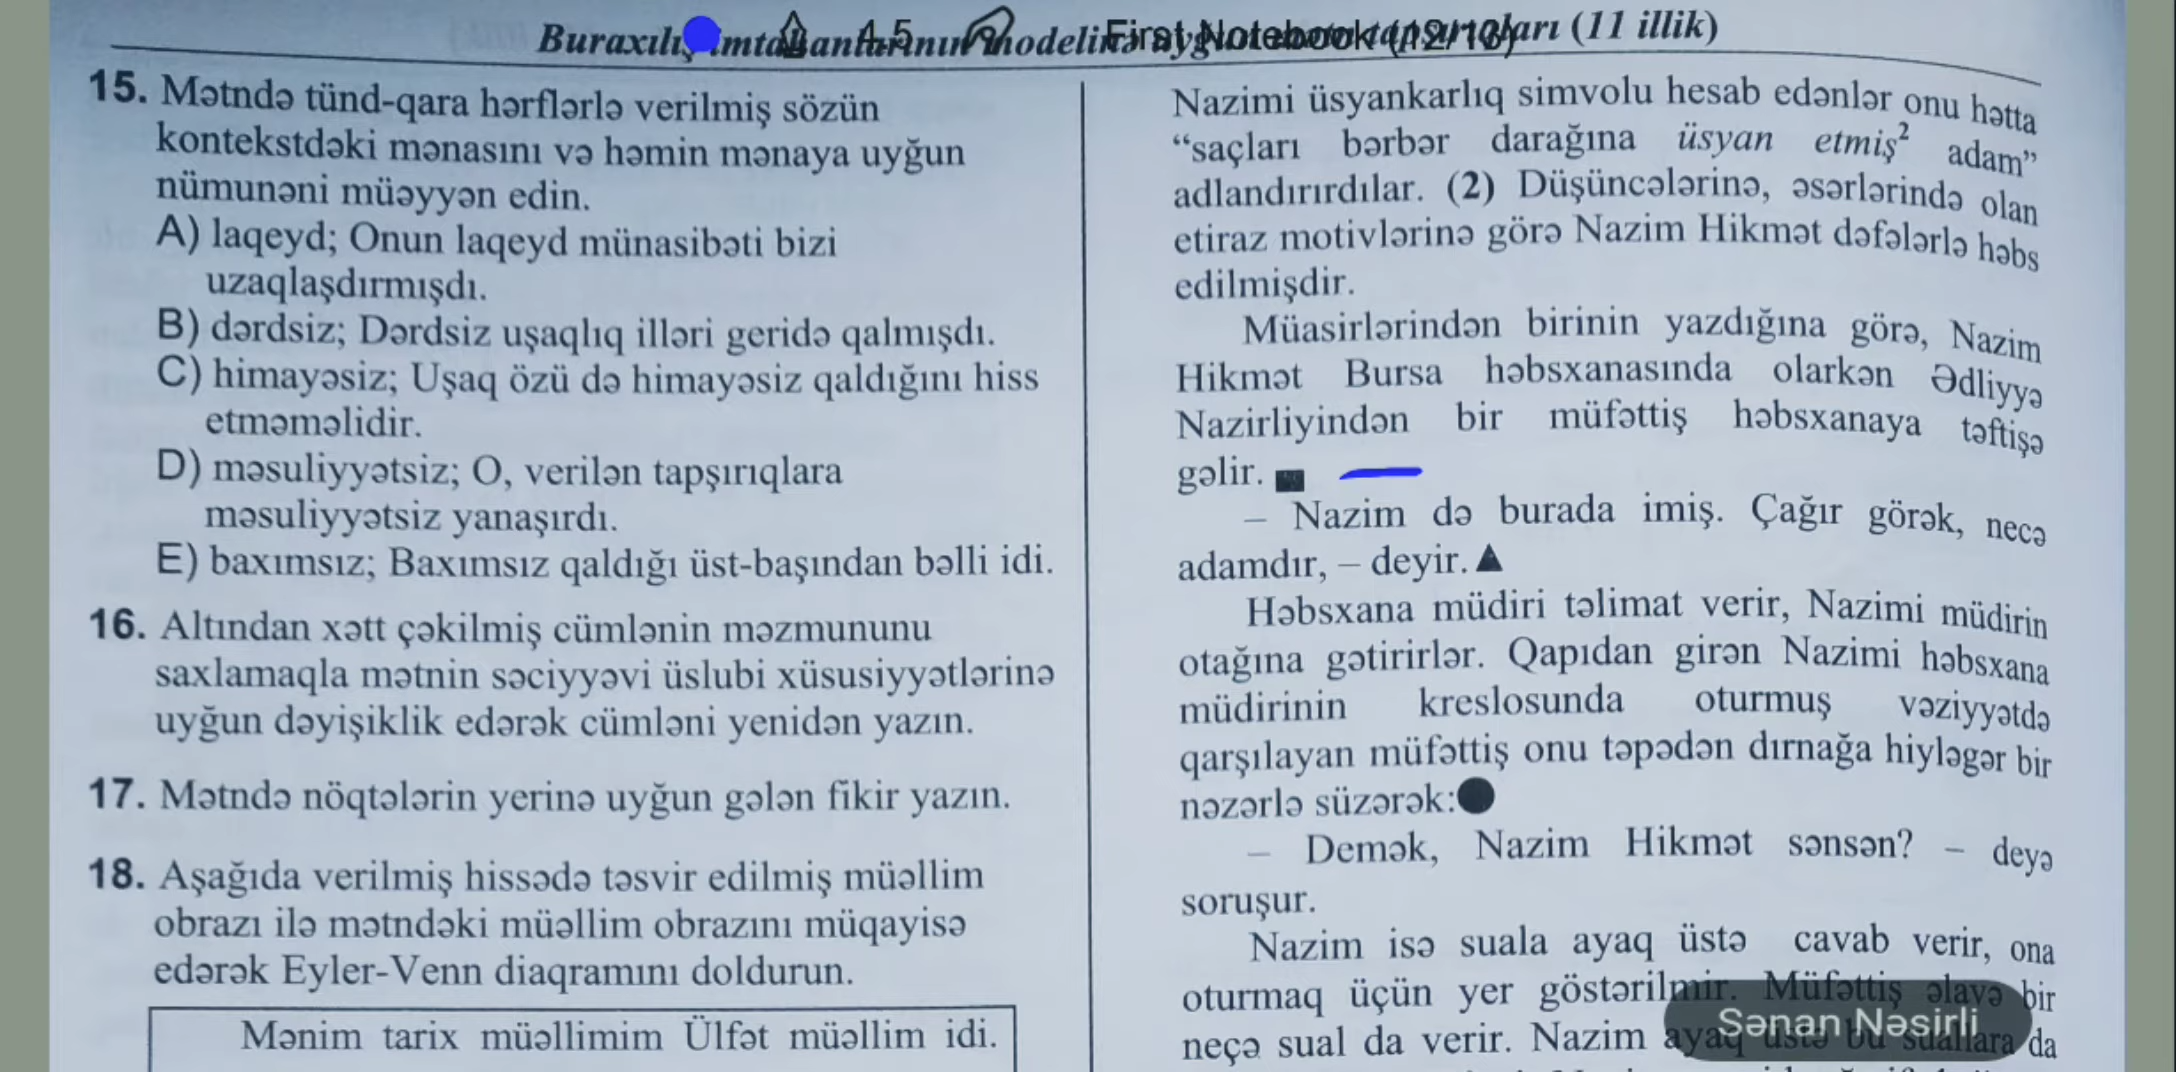 Buraxılış imtahanlarının modelinə uyğun tapşırıqları (11 illik)
4.5
First Notebook (12/13)
15. Mətndə tünd-qara hərflərlə verilmiş sözün
kontekstdəki mənasını və həmin mənaya uyğun
nümunəni müəyyən edin.
A) laqeyd; Onun laqeyd münasibəti bizi
uzaqlaşdırmışdı.
B) dərdsiz; Dərdsiz uşaqlıq illəri geridə qalmışdı.
C) himayəsiz; Uşaq özü də himayəsiz qaldığını hiss
etməməlidir.
D) məsuliyyətsiz; O, verilən tapşırıqlara
məsuliyyətsiz yanaşırdı.
E) baxımsız; Baxımsız qaldığı üst-başından bəlli idi.
16. Altından xətt çəkilmiş cümlənin məzmununu
saxlamaqla mətnin səciyyəvi üslubi xüsusiyyətlərinə
uyğun dəyişiklik edərək cümləni yenidən yazın.
17. Mətndə nöqtələrin yerinə uyğun gələn fikir yazın.
18. Aşağıda verilmiş hissədə təsvir edilmiş müəllim
obrazı ilə mətndəki müəllim obrazını müqayisə
edərək Eyler-Venn diaqramını doldurun.
Mənim tarix müəllimim Ülfət müəllim idi.
Nazimi üsyankarlıq simvolu hesab edənlər onu hətta
“saçları bərbər darağına üsyan etmiş² adam”
adlandırırdılar. (2) Düşüncələrinə, əsərlərində olan
etiraz motivlərinə görə Nazim Hikmət dəfələrlə həbs
edilmişdir.
Müasirlərindən birinin yazdığına görə, Nazim
Hikmət Bursa həbsxanasında olarkən Ədliyyə
Nazirliyindən bir müfəttiş həbsxanaya təftişə
gəlir. ■
– Nazim də burada imiş. Çağır görək, necə
adamdır, – deyir. ▲
Həbsxana müdiri təlimat verir, Nazimi müdirin
otağına gətirirlər. Qapıdan girən Nazimi həbsxana
müdirinin kreslosunda oturmuş vəziyyətdə
qarşılayan müfəttiş onu təpədən dırnağa hiyləgər bir
nəzərlə süzərək: ●
– Demək, Nazim Hikmət sənsən? – deyə
soruşur.
Nazim isə suala ayaq üstə cavab verir, ona
oturmaq üçün yer göstərilmir. Müfəttiş əlavə bir
neçə sual da verir. Nazim ayaq üstə bu suallara da
Sənan Nəsirli